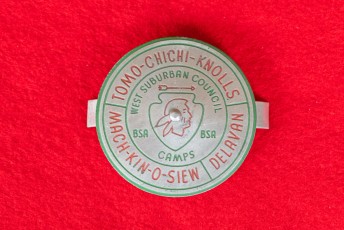 TOMO-CHICHI-KNOLLS
WEST SUBURBAN COUNCIL
BSA BSA
CAMPS
MACH-KIN-O-SIEW
DELAVAN